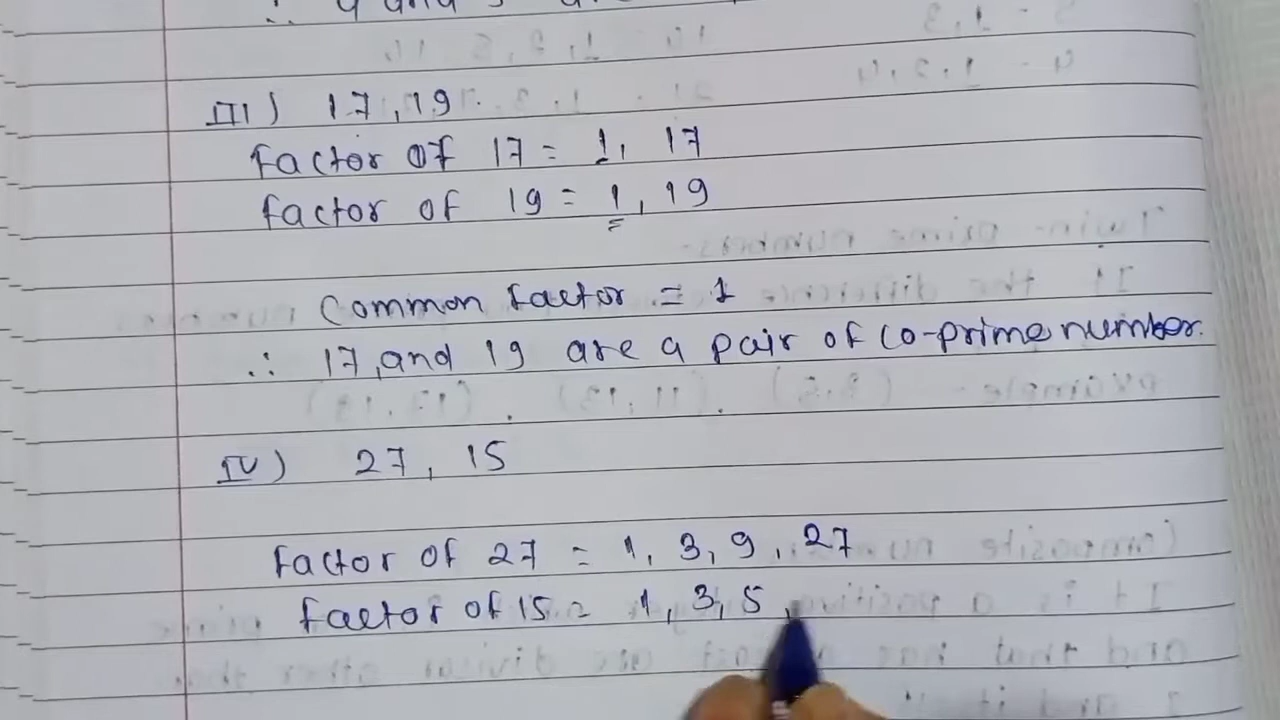 ∴ 4 and
III) 17, 19.
factor of 17 = 1, 17
factor of 19 = 1, 19
Common factor = 1
∴ 17, and 19 are a pair of co-prime number.
IV) 27, 15
factor of 27 = 1, 3, 9, 27
factor of 15 = 1, 3, 5,